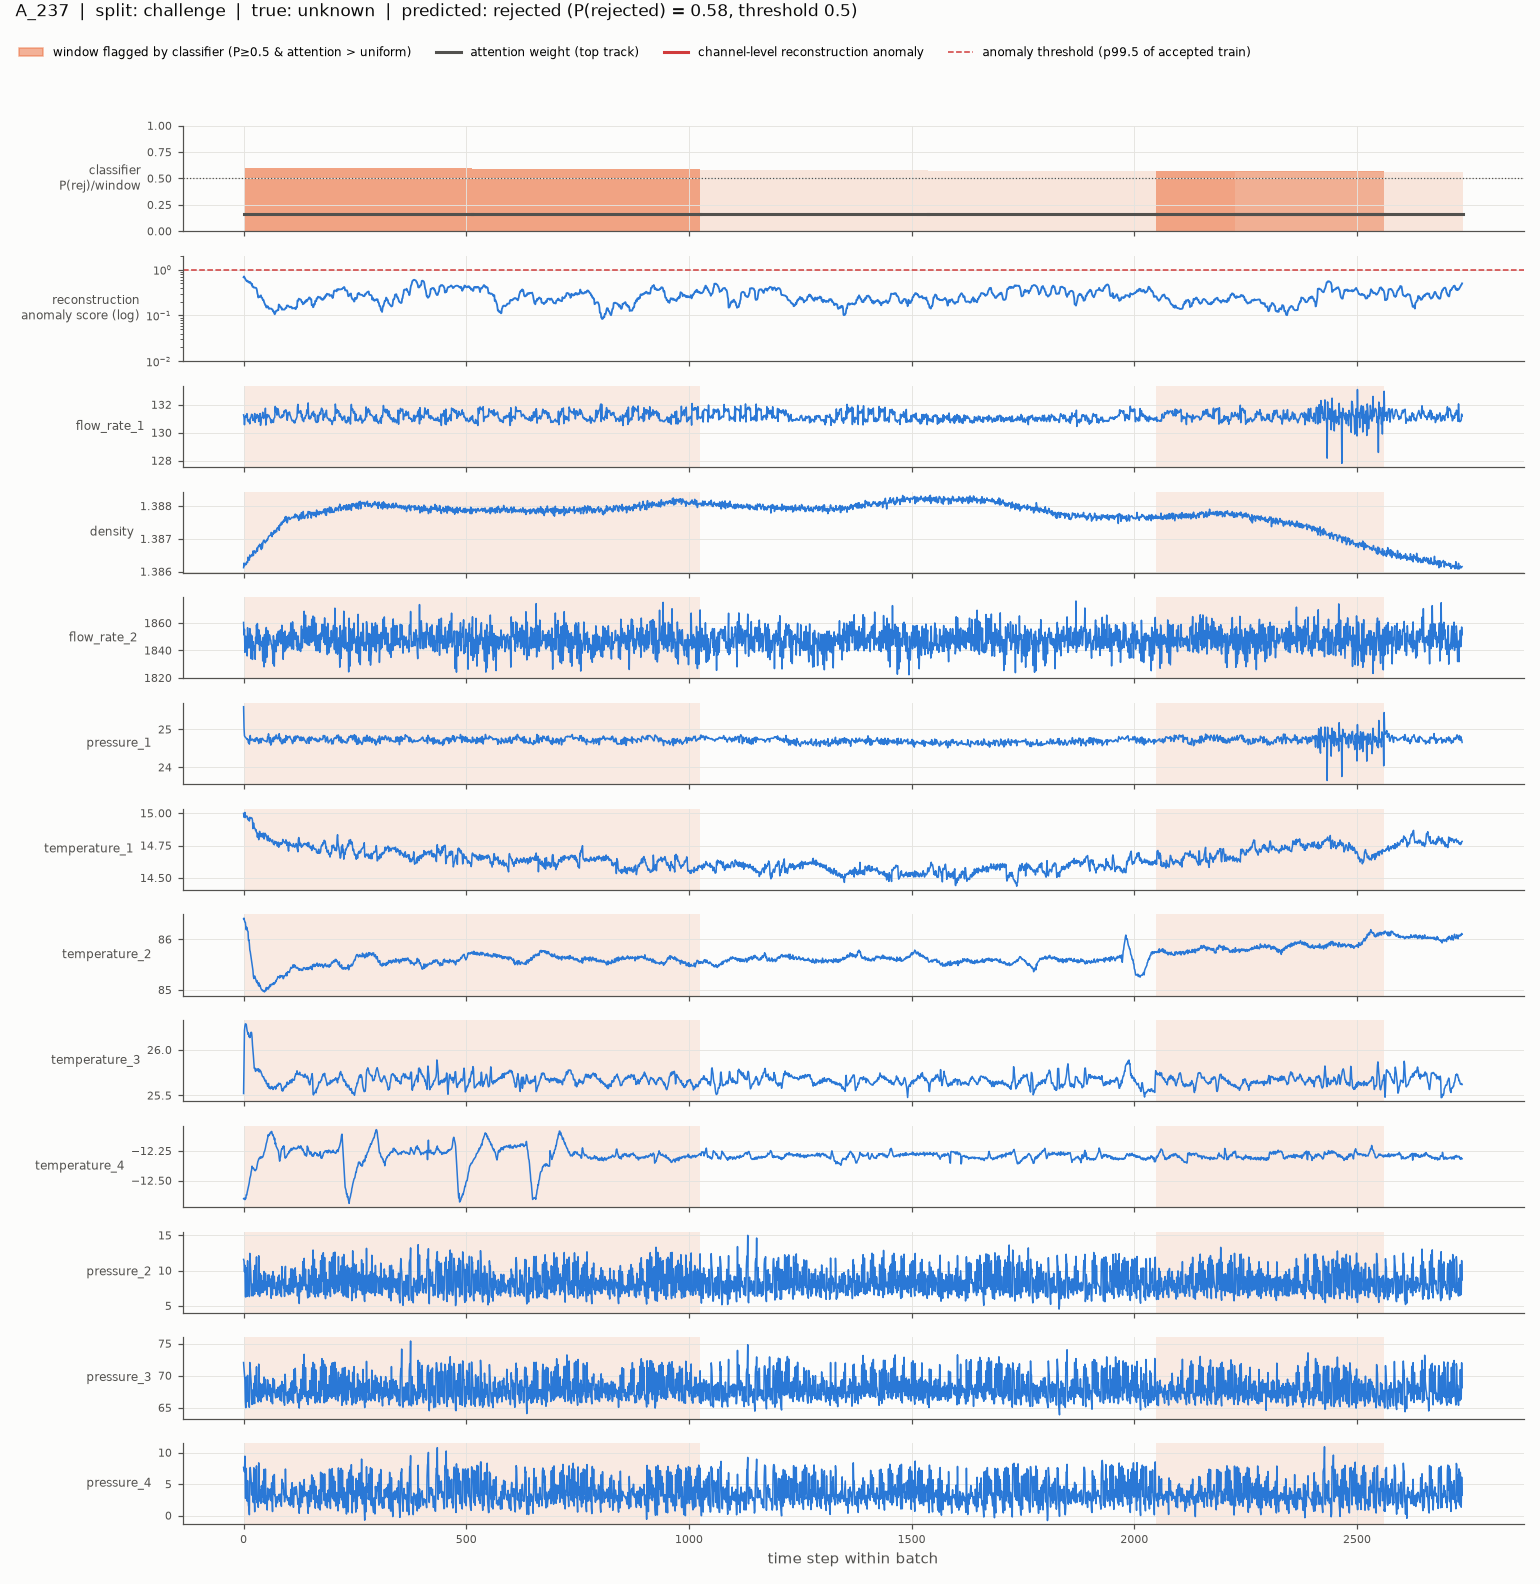 A_237 | split: challenge | true: unknown | predicted: rejected (P(rejected) = 0.58, threshold 0.5)
window flagged by classifier (P≥0.5 & attention > uniform)
attention weight (top track)
channel-level reconstruction anomaly
anomaly threshold (p99.5 of accepted train)
classifier
P(rej)/window
1.00
0.75
0.50
0.25
0.00
reconstruction
anomaly score (log)
10⁰
10⁻¹
10⁻²
flow_rate_1
132
130
128
density
1.388
1.387
1.386
flow_rate_2
1860
1840
1820
pressure_1
25
24
temperature_1
15.00
14.75
14.50
temperature_2
86
85
temperature_3
26.0
25.5
temperature_4
−12.25
−12.50
pressure_2
15
10
5
pressure_3
75
70
65
pressure_4
10
5
0
0
500
1000
1500
2000
2500
time step within batch